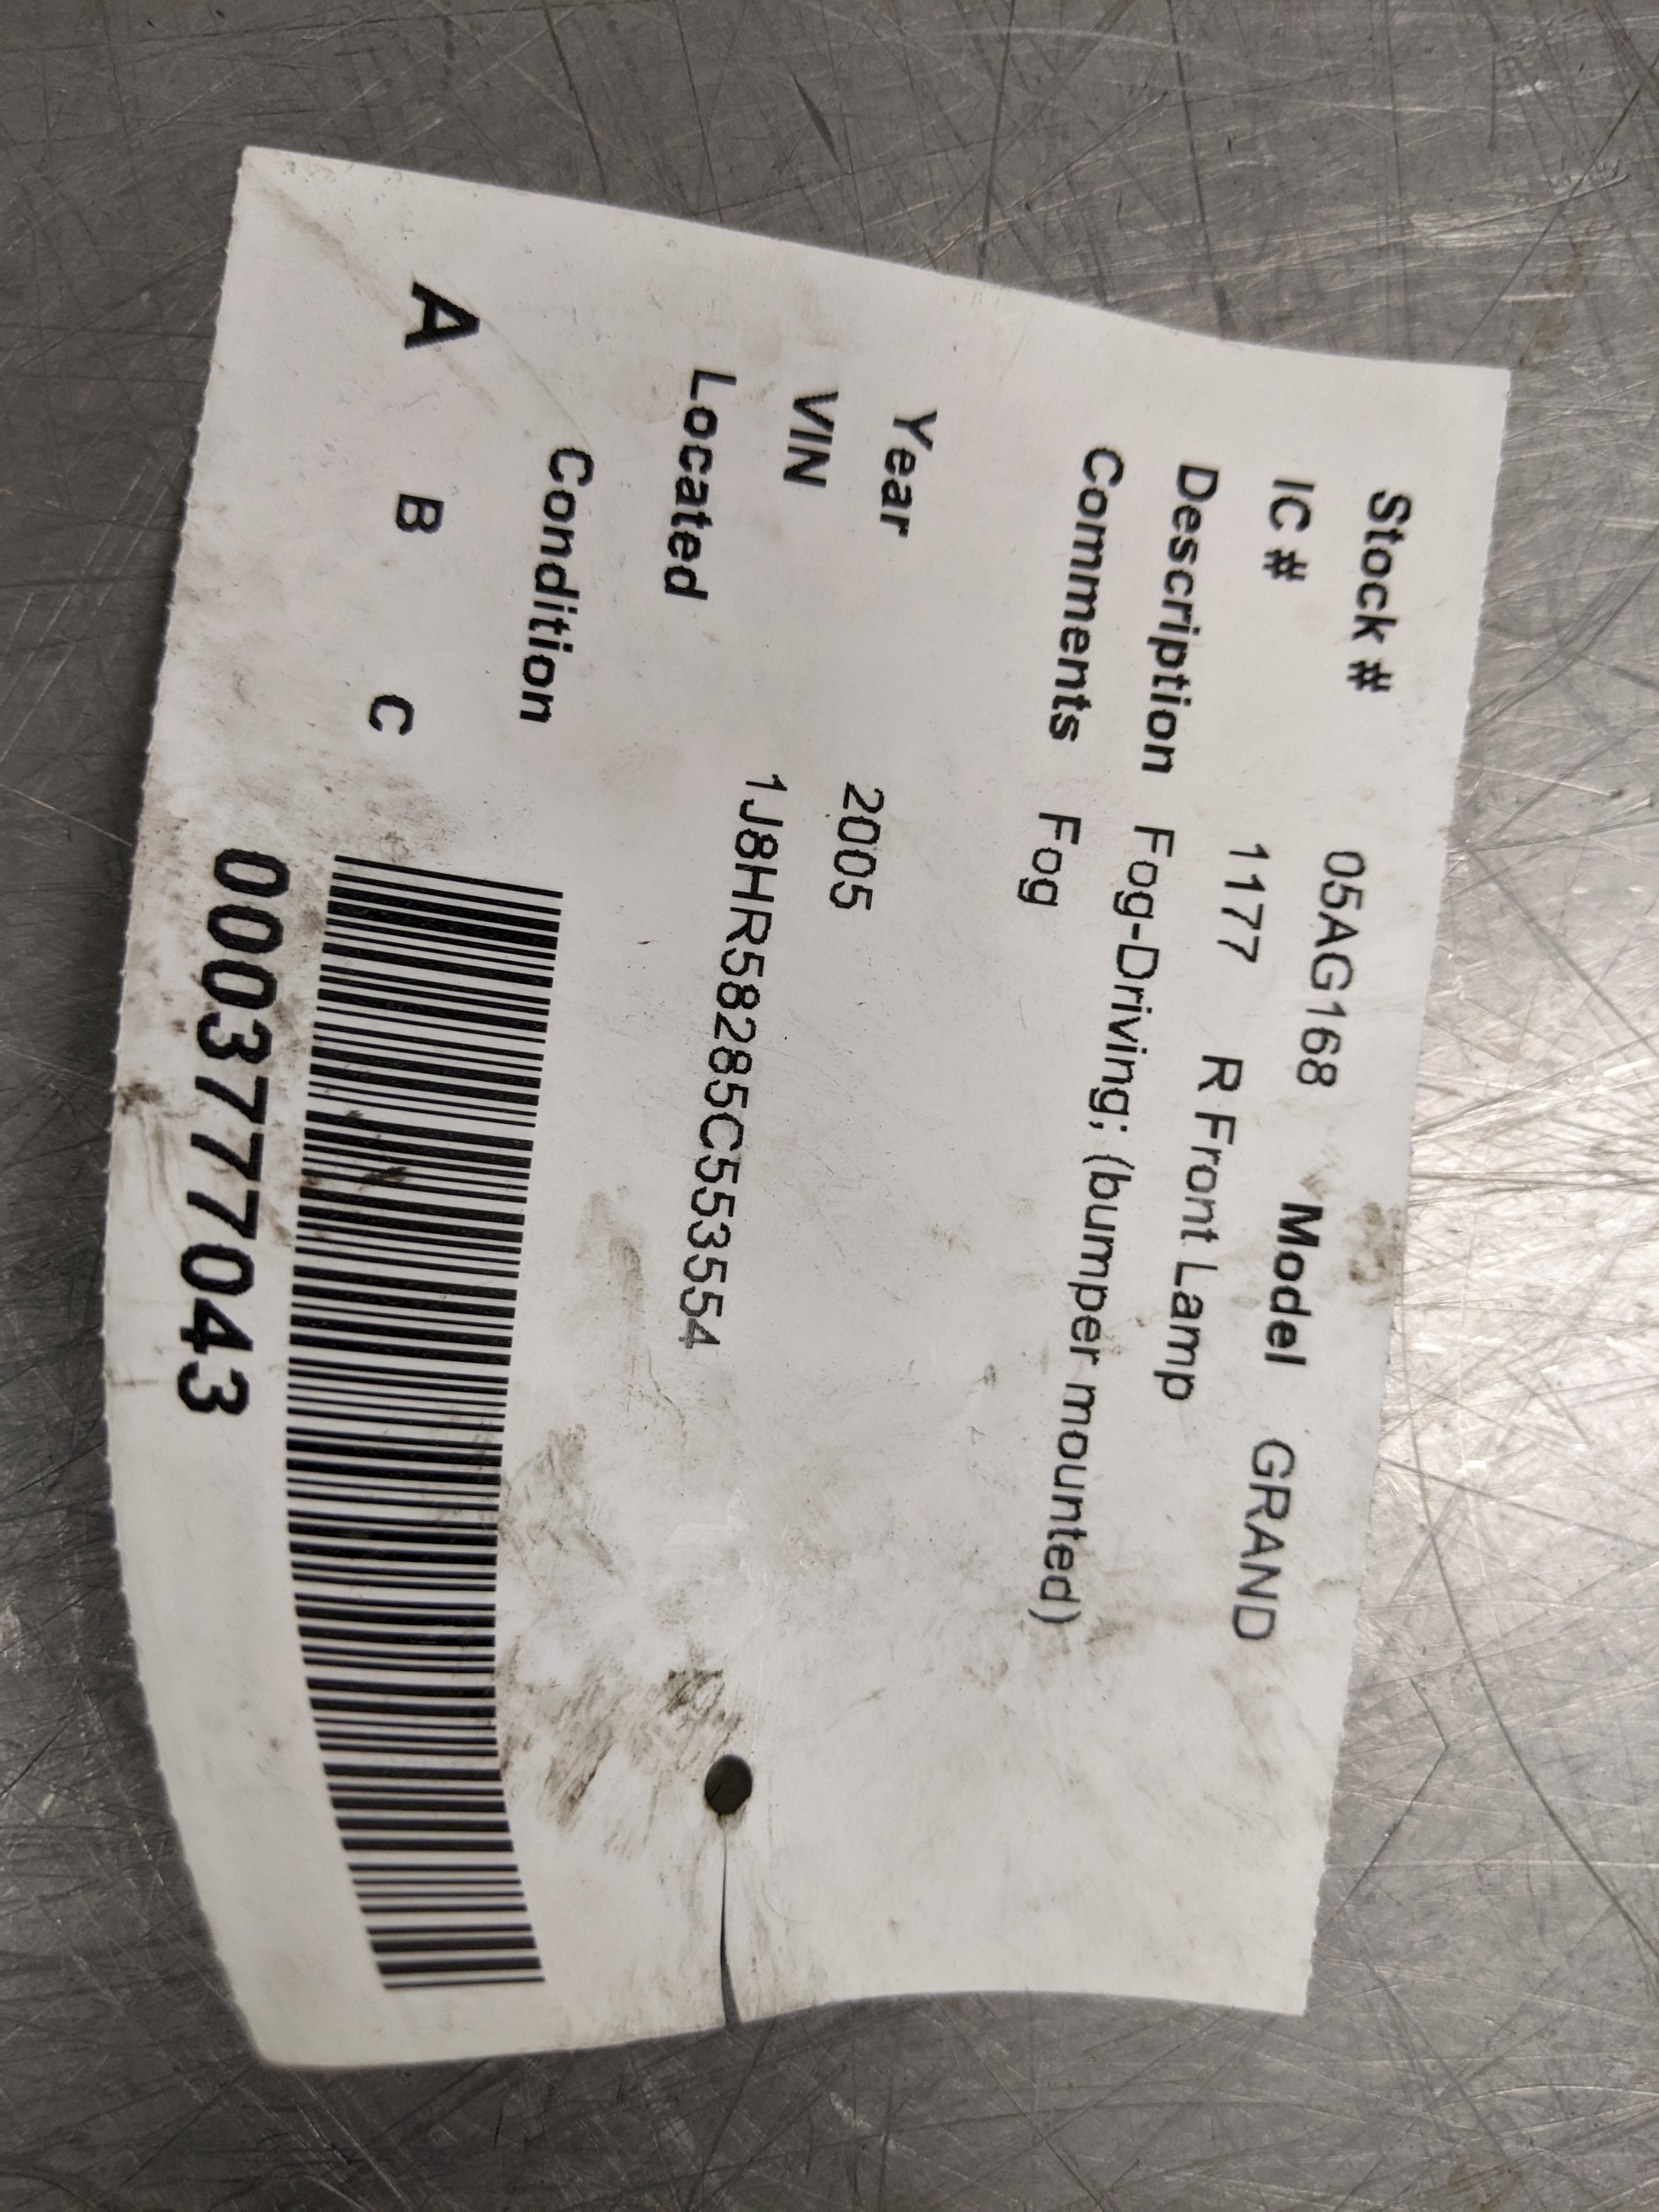 Stock # 05AG168 Model GRAND
IC # 1177 R Front Lamp
Description Fog-Driving; (bumper mounted)
Comments Fog
Year 2005
VIN 1J8HR58285C553554
Located
Condition
A B C
0003777043